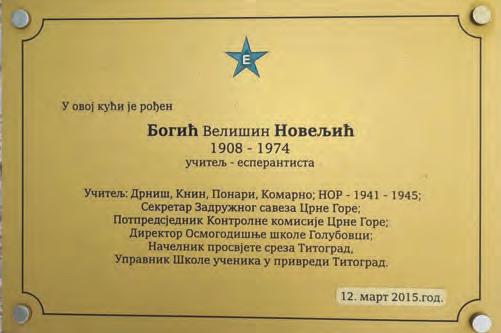 E
У овој кући је рођен
Богић Велишин Новељић
1908 - 1974
учитељ - есперантиста
Учитељ: Дрниш, Книн, Понари, Комарно; НОР - 1941 - 1945;
Секретар Задружног савеза Црне Горе;
Потпредсједник Контролне комисије Црне Горе;
Директор Осмогодишње школе Голубовци;
Начелник просвјете среза Титоград,
Управник Школе ученика у привреди Титоград.
12. март 2015.год.